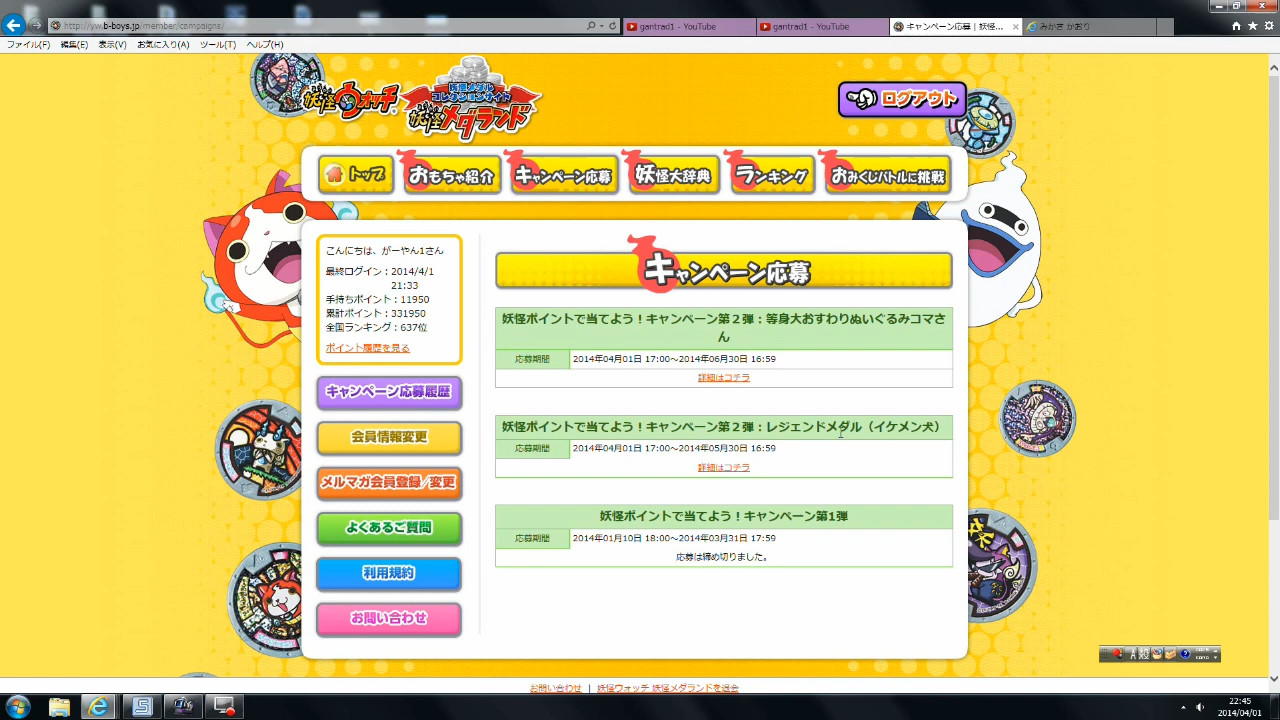 http://yw.b-boys.jp/member/campaigns/
gantrad1 - YouTube
gantrad1 - YouTube
キャンペーン応募 | 妖怪...
みかさ かおり
ファイル(F) 編集(E) 表示(V) お気に入り(A) ツール(T) ヘルプ(H)
妖怪ウォッチ
妖怪メダル
コレクションサイト
妖怪メダランド
ログアウト
トップ
おもちゃ紹介
キャンペーン応募
妖怪大辞典
ランキング
おみくじバトルに挑戦
こんにちは、がーやん1さん
最終ログイン：2014/4/1
21:33
手持ちポイント：11950
累計ポイント：331950
全国ランキング：637位
ポイント履歴を見る
キャンペーン応募履歴
会員情報変更
メルマガ会員登録/変更
よくあるご質問
利用規約
お問い合わせ
キャンペーン応募
妖怪ポイントで当てよう！キャンペーン第２弾：等身大おすわりぬいぐるみコマさ
ん
応募期間 2014年04月01日 17:00～2014年06月30日 16:59
詳細はコチラ
妖怪ポイントで当てよう！キャンペーン第２弾：レジェンドメダル（イケメン犬）
応募期間 2014年04月01日 17:00～2014年05月30日 16:59
詳細はコチラ
妖怪ポイントで当てよう！キャンペーン第1弾
応募期間 2014年01月10日 18:00～2014年03月31日 17:59
応募は締め切りました。
お問い合わせ | 妖怪ウォッチ 妖怪メダランドを退会
22:45
2014/04/01